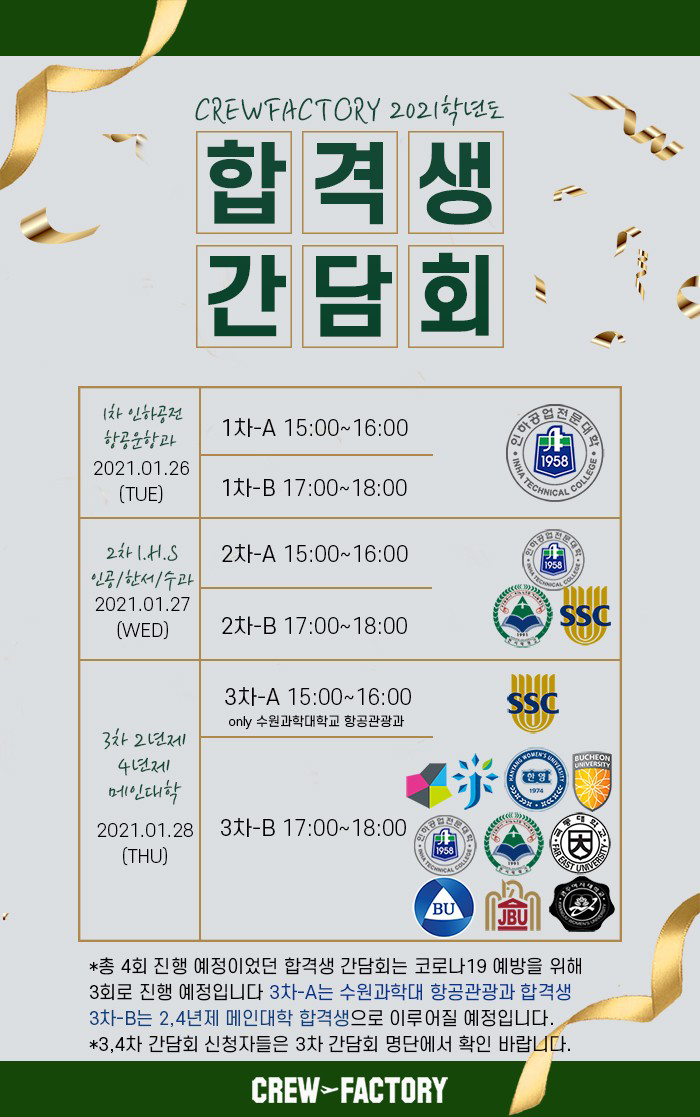 CREWFACTORY 2021학년도
합격생
간담회
1차 인하공전
항공운항과
2021.01.26
(TUE)
1차-A 15:00~16:00
1차-B 17:00~18:00
인하공업전문대학
1958
INHA TECHNICAL COLLEGE
2차 I.H.S
인공/한서/수과
2021.01.27
(WED)
2차-A 15:00~16:00
2차-B 17:00~18:00
1958
INHA TECHNICAL COLLEGE
1991
SSC
3차 2년제
4년제
메인대학
2021.01.28
(THU)
3차-A 15:00~16:00
only 수원과학대학교 항공관광과
SSC
3차-B 17:00~18:00
HANYANG WOMEN'S UNIVERSITY
한영
1974
BUCHEON
UNIVERSITY
인하공업전문대학
1958
INHA TECHNICAL COLLEGE
1991
극동대학교
FAR EAST UNIVERSITY
BU
JBU
*총 4회 진행 예정이었던 합격생 간담회는 코로나19 예방을 위해
3회로 진행 예정입니다 3차-A는 수원과학대 항공관광과 합격생
3차-B는 2,4년제 메인대학 합격생으로 이루어질 예정입니다.
*3,4차 간담회 신청자들은 3차 간담회 명단에서 확인 바랍니다.
CREW FACTORY